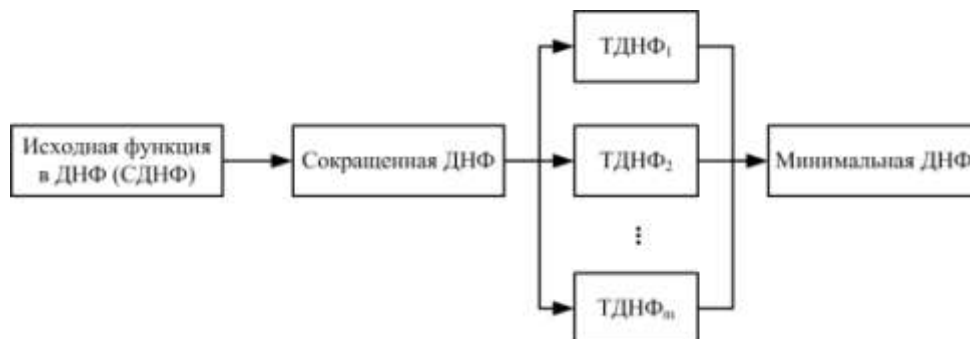 ТДНФ₁
Исходная функция
в ДНФ (СДНФ)
Сокращенная ДНФ
ТДНФ₂
Минимальная ДНФ
⋮
ТДНФₘ